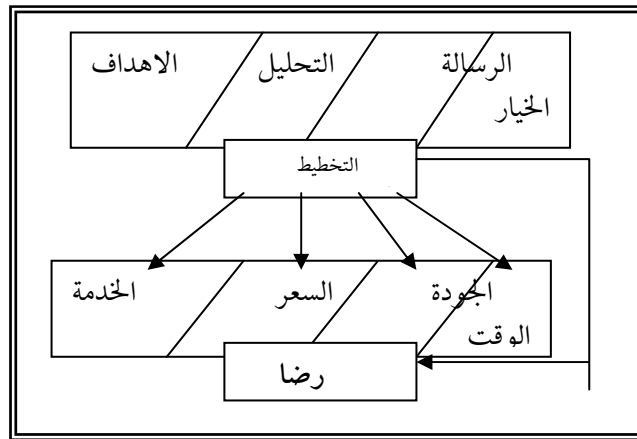 الرسالة التحليل الاهداف
الخيار
التخطيط
الجودة السعر الخدمة
الوقت
رضا